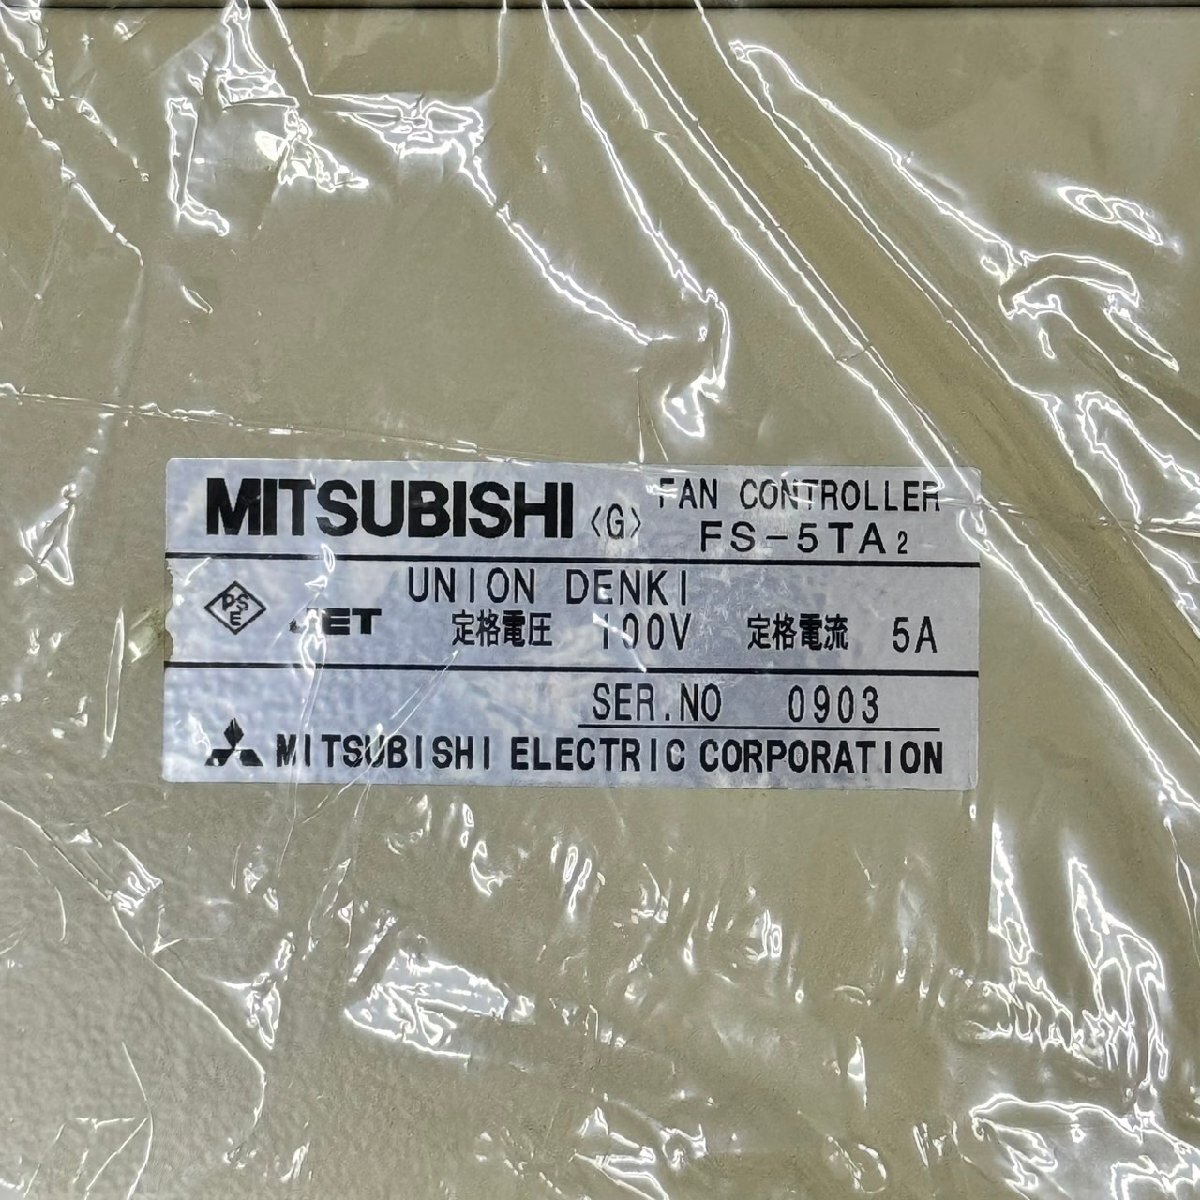 MITSUBISHI 〈G〉 FAN CONTROLLER
FS-5TA2
UNION DENKI
PSE JET 定格電圧 100V 定格電流 5A
SER.NO 0903
MITSUBISHI ELECTRIC CORPORATION